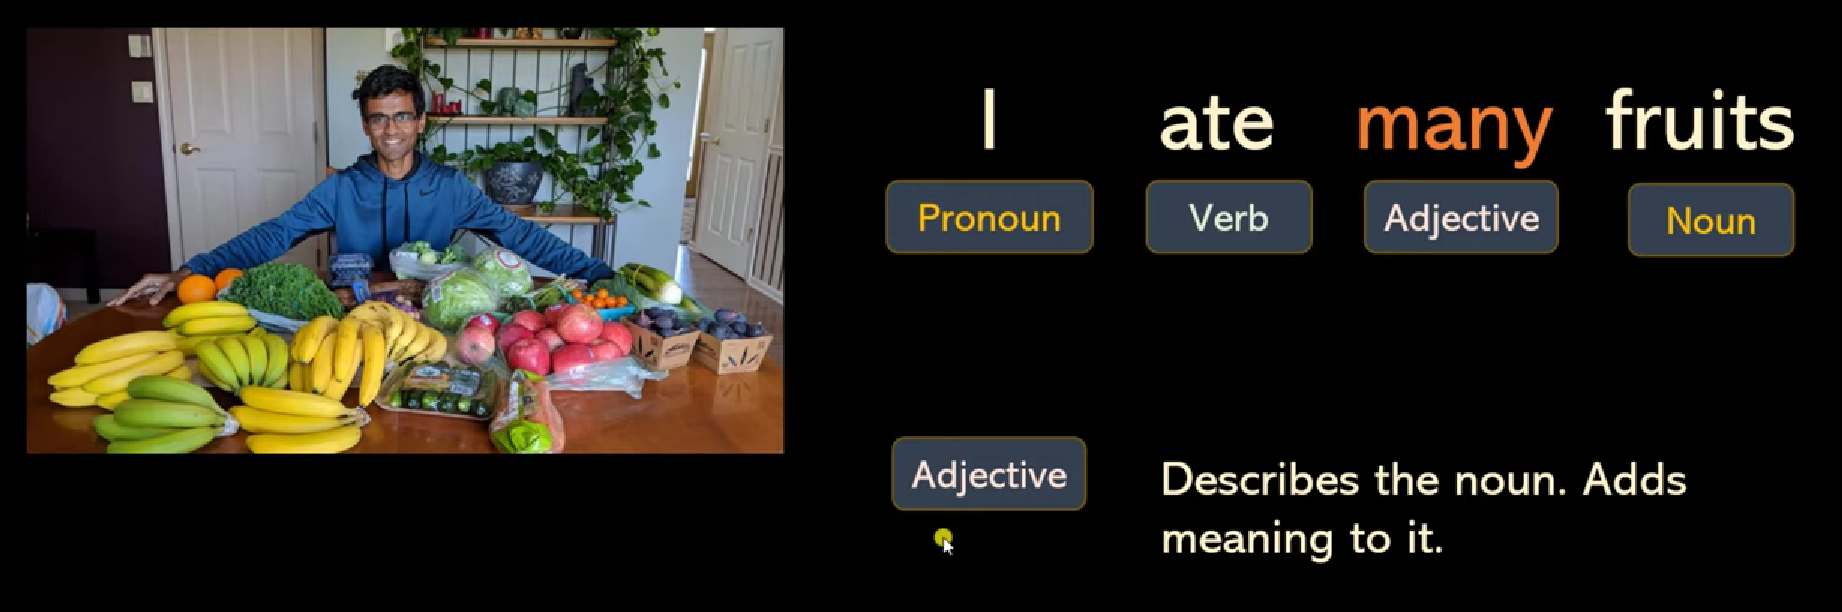 I ate many fruits
Pronoun Verb Adjective Noun
Adjective
Describes the noun. Adds
meaning to it.